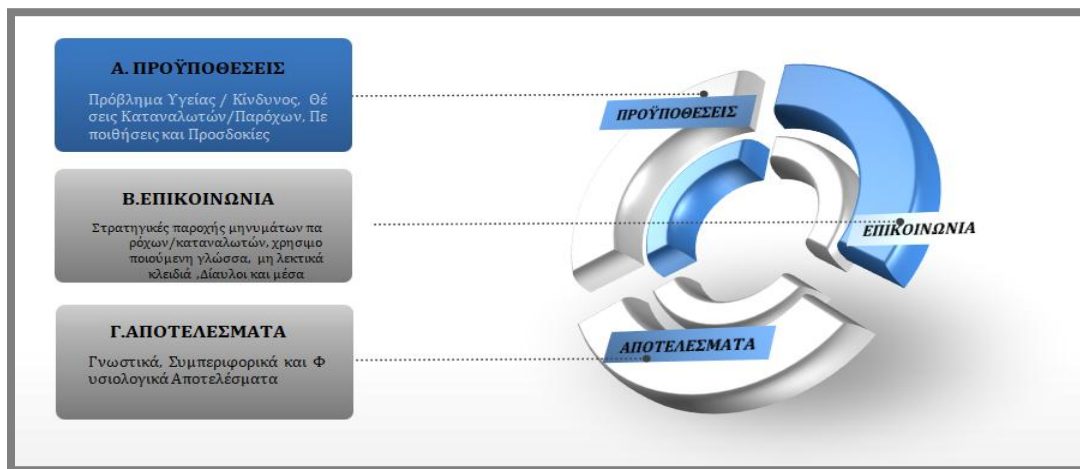 Α. ΠΡΟΫΠΟΘΕΣΕΙΣ
Πρόβλημα Υγείας / Κίνδυνος, Θέ
σεις Καταναλωτών/Παρόχων, Πε
ποιθήσεις και Προσδοκίες
Β.ΕΠΙΚΟΙΝΩΝΙΑ
Στρατηγικές παροχής μηνυμάτων πα
ρόχων/καταναλωτών, χρησιμο
ποιούμενη γλώσσα, μη λεκτικά
κλειδιά ,Δίαυλοι και μέσα
Γ.ΑΠΟΤΕΛΕΣΜΑΤΑ
Γνωστικά, Συμπεριφορικά και Φ
υσιολογικά Αποτελέσματα
ΠΡΟΫΠΟΘΕΣΕΙΣ
ΕΠΙΚΟΙΝΩΝΙΑ
ΑΠΟΤΕΛΕΣΜΑΤΑ